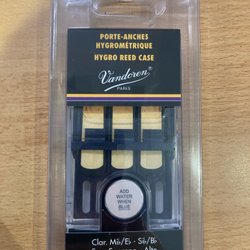 PORTE-ANCHES
HYGROMÉTRIQUE
HYGRO REED CASE
Vandoren
PARIS
ADD
WATER
WHEN
BLUE
Clar. Mib/Eb - Sib/Bb